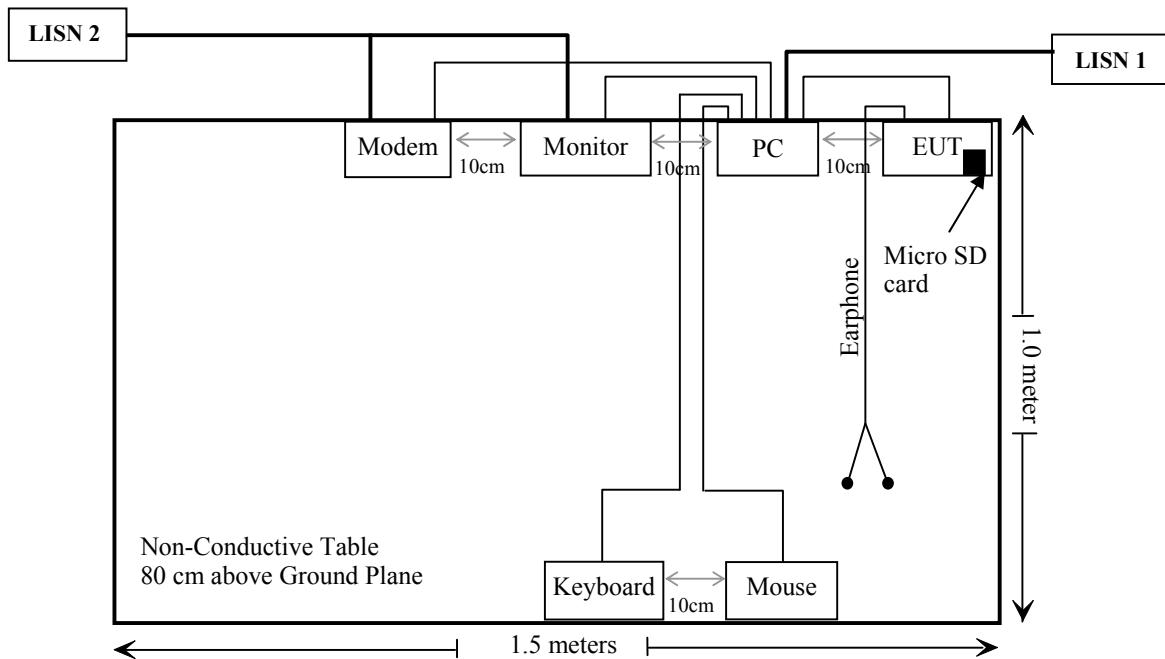 LISN 2
LISN 1
Modem
Monitor
PC
EUT
10cm
10cm
10cm
Micro SD
card
Earphone
1.0 meter
Non-Conductive Table
80 cm above Ground Plane
Keyboard
Mouse
10cm
1.5 meters